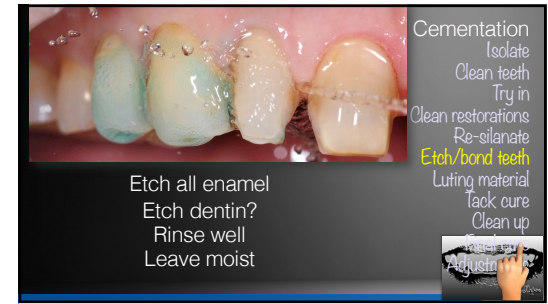 Cementation
Isolate
Clean teeth
Try in
Clean restorations
Re-silanate
Etch/bond teeth
Luting material
Tack cure
Clean up
Etch all enamel
Etch dentin?
Rinse well
Leave moist